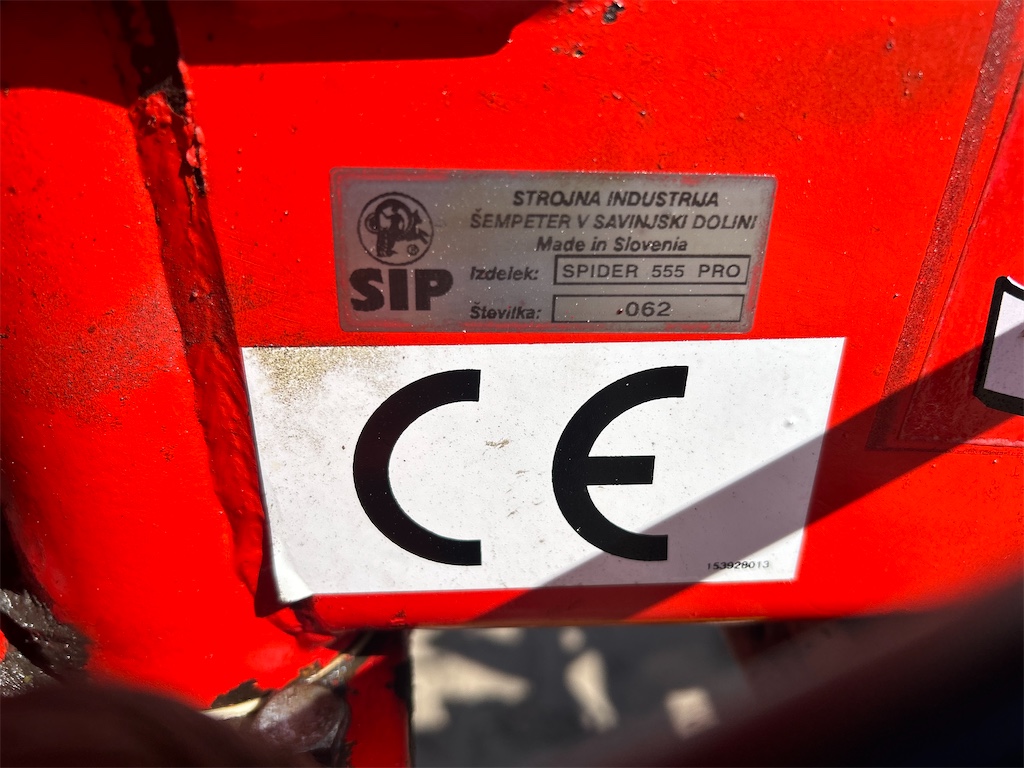 STROJNA INDUSTRIJA
ŠEMPETER V SAVINJSKI DOLINI
Made in Slovenia
SIP
Izdelek: SPIDER 555 PRO
Številka: .062
CE
153928013